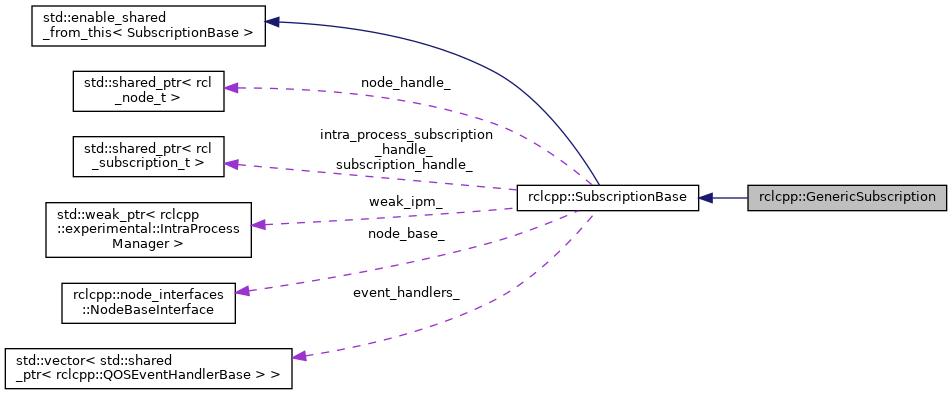 std::enable_shared
_from_this< SubscriptionBase >
std::shared_ptr< rcl
_node_t >
node_handle_
std::shared_ptr< rcl
_subscription_t >
intra_process_subscription
_handle_
subscription_handle_
std::weak_ptr< rclcpp
::experimental::IntraProcess
Manager >
weak_ipm_
rclcpp::node_interfaces
::NodeBaseInterface
node_base_
std::vector< std::shared
_ptr< rclcpp::QOSEventHandlerBase > >
event_handlers_
rclcpp::SubscriptionBase
rclcpp::GenericSubscription